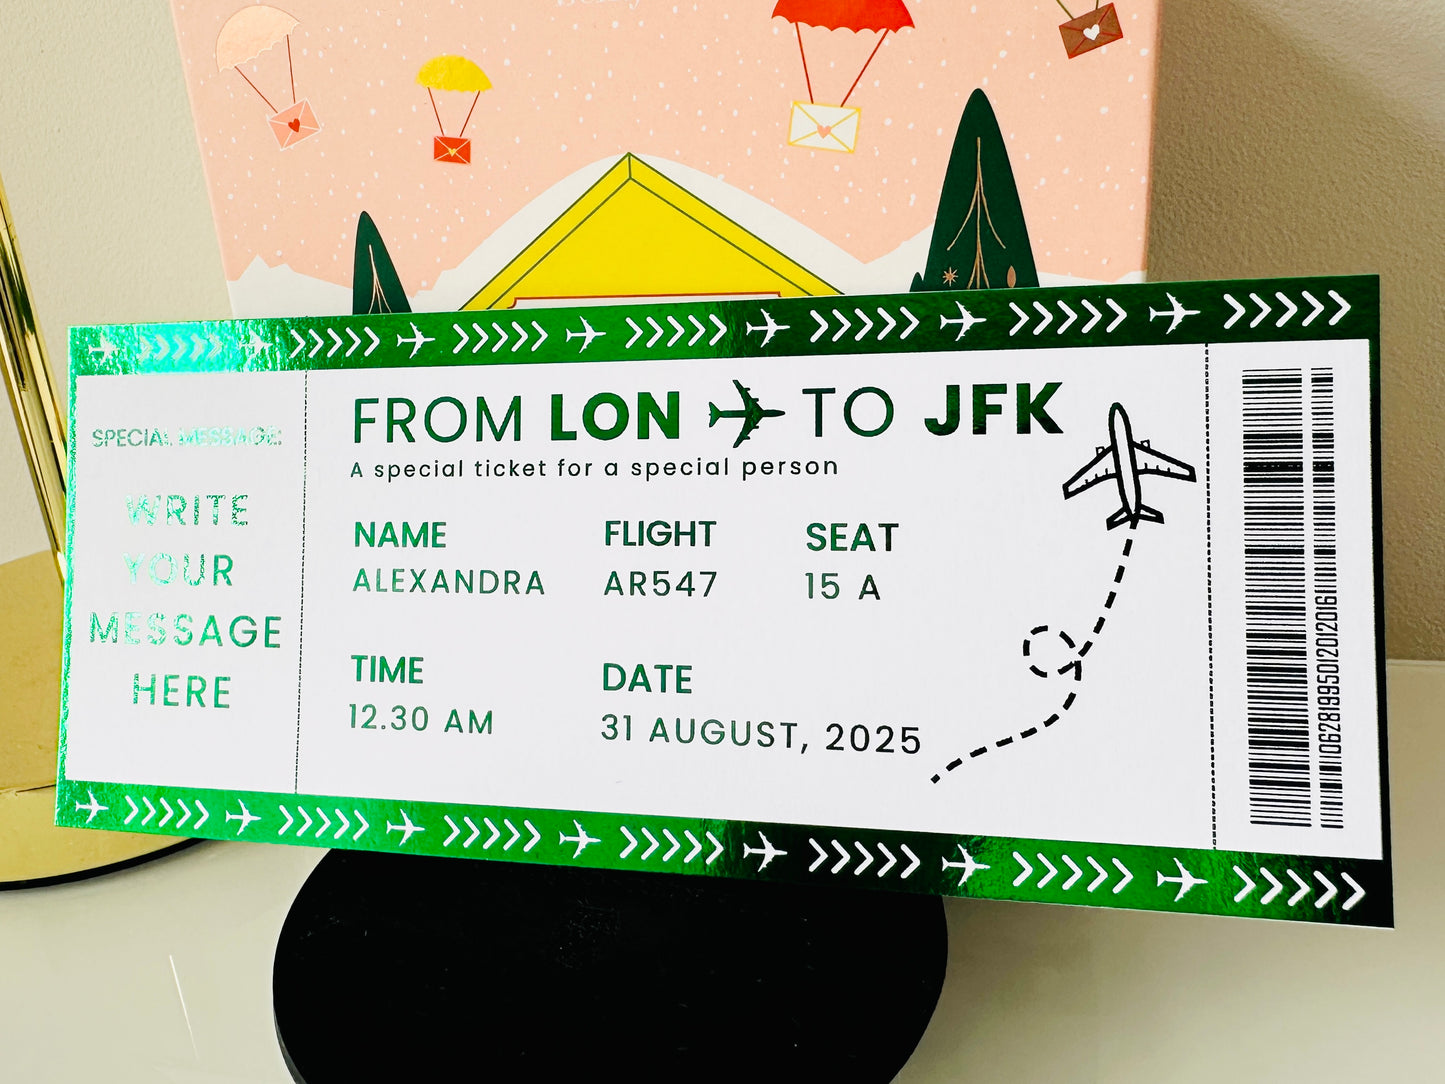 SPECIAL MESSAGE:
WRITE
YOUR
MESSAGE
HERE
FROM LON TO JFK
A special ticket for a special person
NAME
ALEXANDRA
FLIGHT
AR547
SEAT
15 A
TIME
12.30 AM
DATE
31 AUGUST, 2025